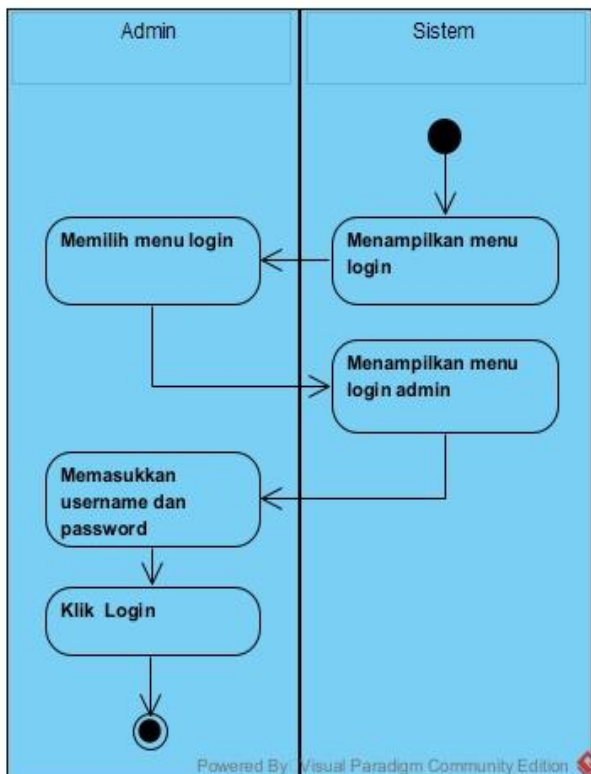 Admin
Sistem
Memilih menu login
Menampilkan menu
login
Menampilkan menu
login admin
Memasukkan
username dan
password
Klik Login
Powered By Visual Paradigm Community Edition